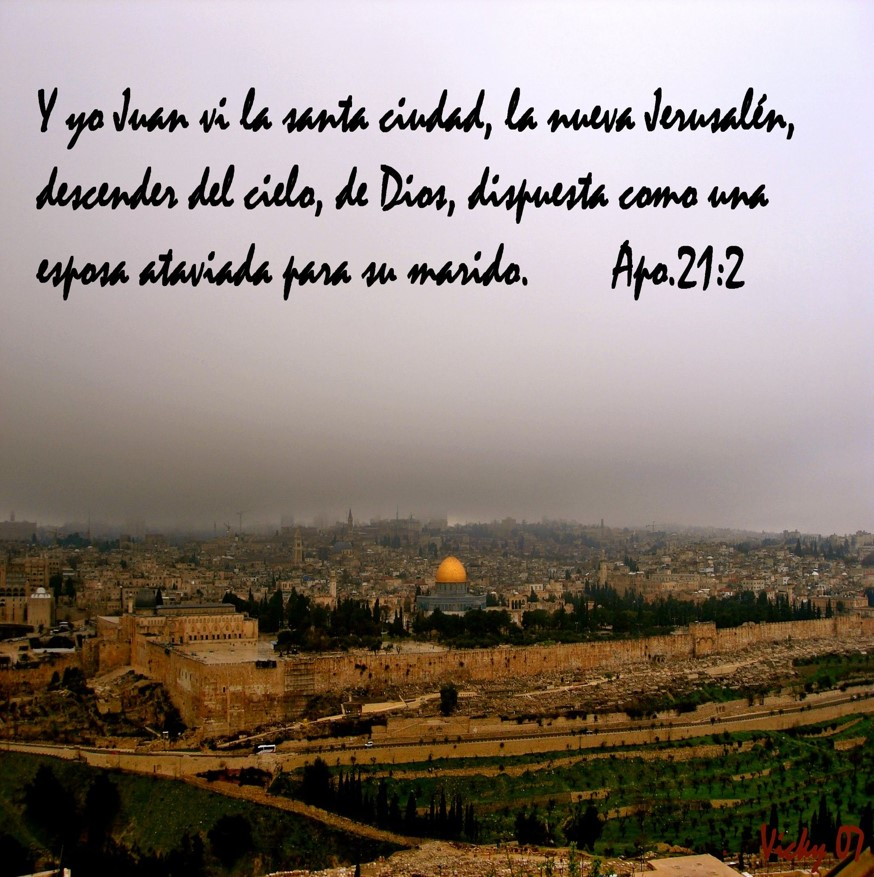 Y yo Juan vi la santa ciudad, la nueva Jerusalén,
descender del cielo, de Dios, dispuesta como una
esposa ataviada para su marido. Apo.21:2
Vicky 07